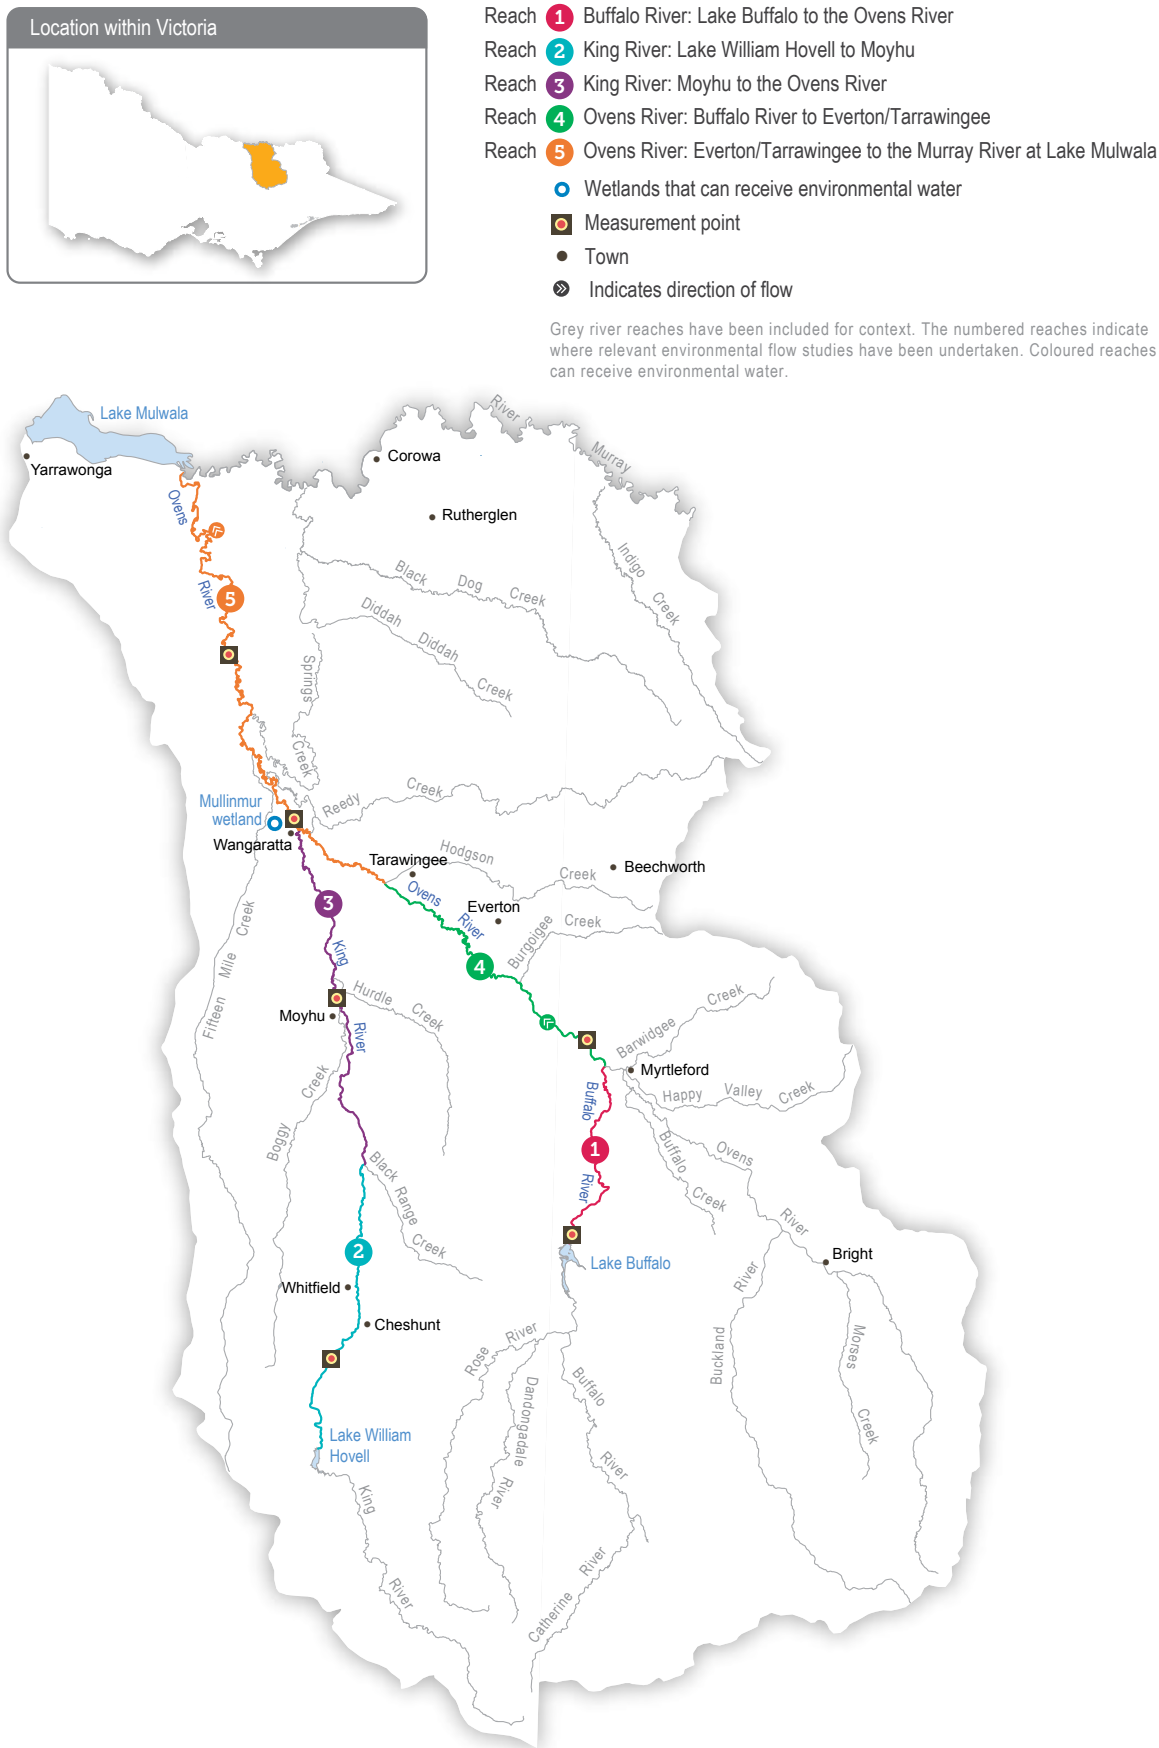 Location within Victoria
Reach 1 Buffalo River: Lake Buffalo to the Ovens River
Reach 2 King River: Lake William Hovell to Moyhu
Reach 3 King River: Moyhu to the Ovens River
Reach 4 Ovens River: Buffalo River to Everton/Tarrawingee
Reach 5 Ovens River: Everton/Tarrawingee to the Murray River at Lake Mulwala
Wetlands that can receive environmental water
Measurement point
Town
Indicates direction of flow
Grey river reaches have been included for context. The numbered reaches indicate
where relevant environmental flow studies have been undertaken. Coloured reaches
can receive environmental water.
Lake Mulwala
Yarrawonga
River
Murray
Corowa
Rutherglen
Ovens
River
5
Black Dog Creek
Indigo
Creek
Diddah Diddah Creek
Springs
Creek
Mullinmur
wetland
Wangaratta
Reedy Creek
Tarawingee
Hodgson Creek
Beechworth
Ovens
River
Everton
Burgoigee Creek
3
King
River
4
Fifteen Mile Creek
Hurdle Creek
Moyhu
Barwidgee Creek
Myrtleford
Happy Valley Creek
Boggy Creek
Buffalo
River
1
Buffalo
Creek
Ovens
River
Black Range Creek
2
Lake Buffalo
Bright
Whitfield
Cheshunt
Rose River
Buckland River
Morses
Creek
Dandongadale
River
Buffalo
River
Lake William
Hovell
King
River
Catherine River